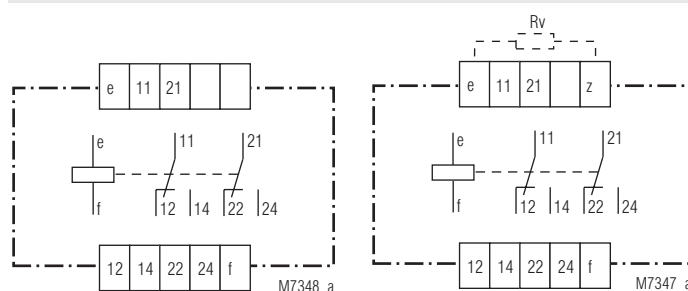 Rv
e 11 21
e 11 21 z
e 11 21
e 11 21
f 12 14 22 24
f 12 14 22 24
12 14 22 24 f
12 14 22 24 f
M7348_a
M7347_a